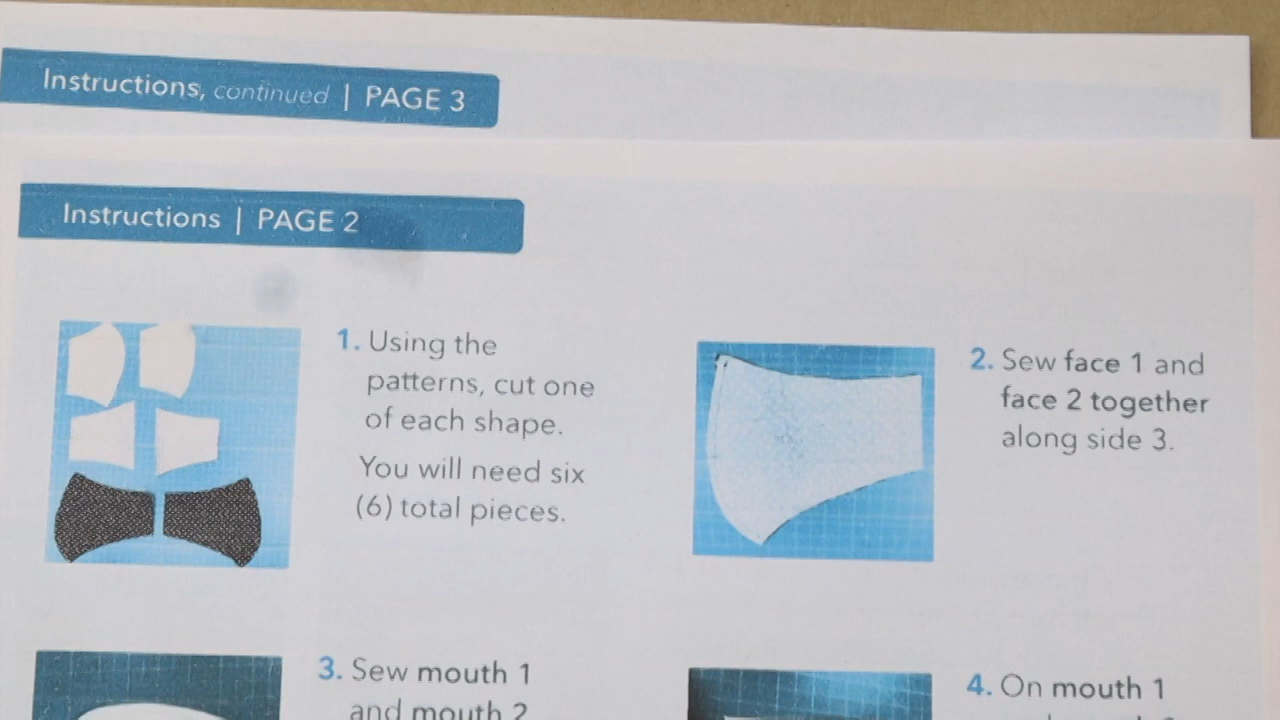 Instructions, continued | PAGE 3
Instructions | PAGE 2
1. Using the
patterns, cut one
of each shape.
You will need six
(6) total pieces.
2. Sew face 1 and
face 2 together
along side 3.
3. Sew mouth 1
and mouth 2
4. On mouth 1